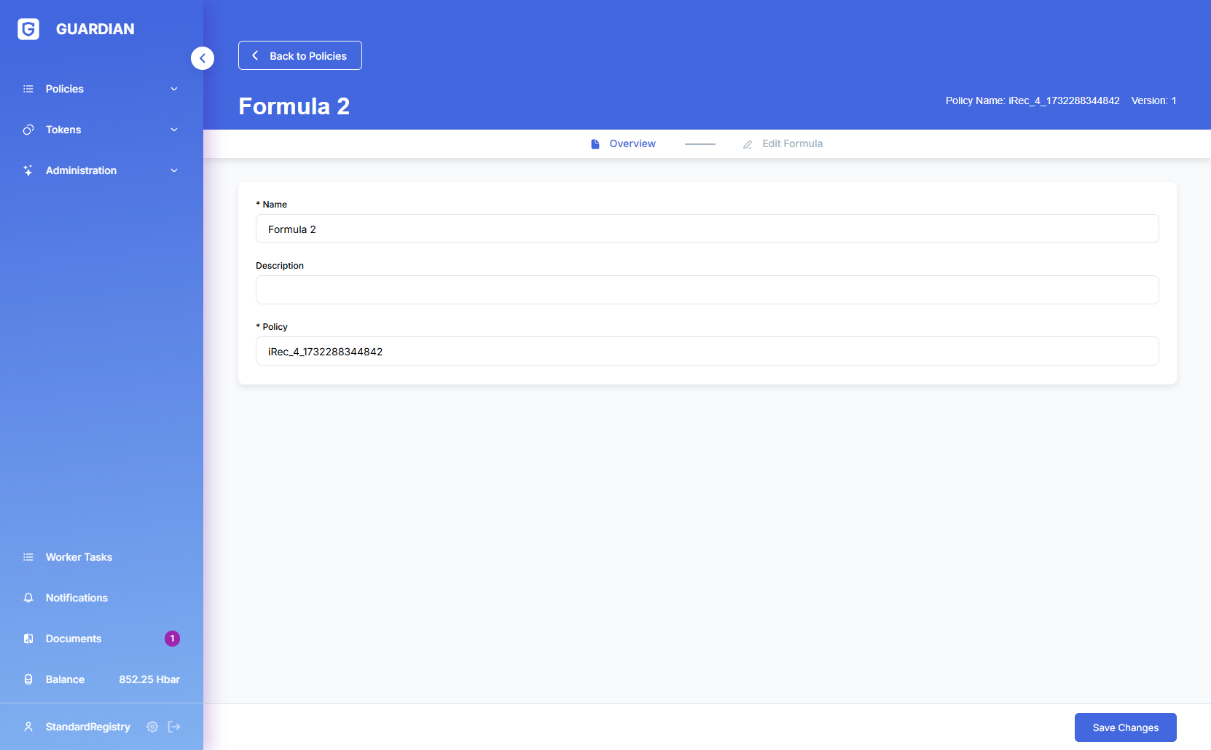 GUARDIAN
Policies
Tokens
Administration
Worker Tasks
Notifications
Documents 1
Balance 852.25 Hbar
StandardRegistry
Back to Policies
Formula 2
Policy Name: iRec_4_1732288344842 Version: 1
Overview Edit Formula
* Name
Formula 2
Description
* Policy
iRec_4_1732288344842
Save Changes